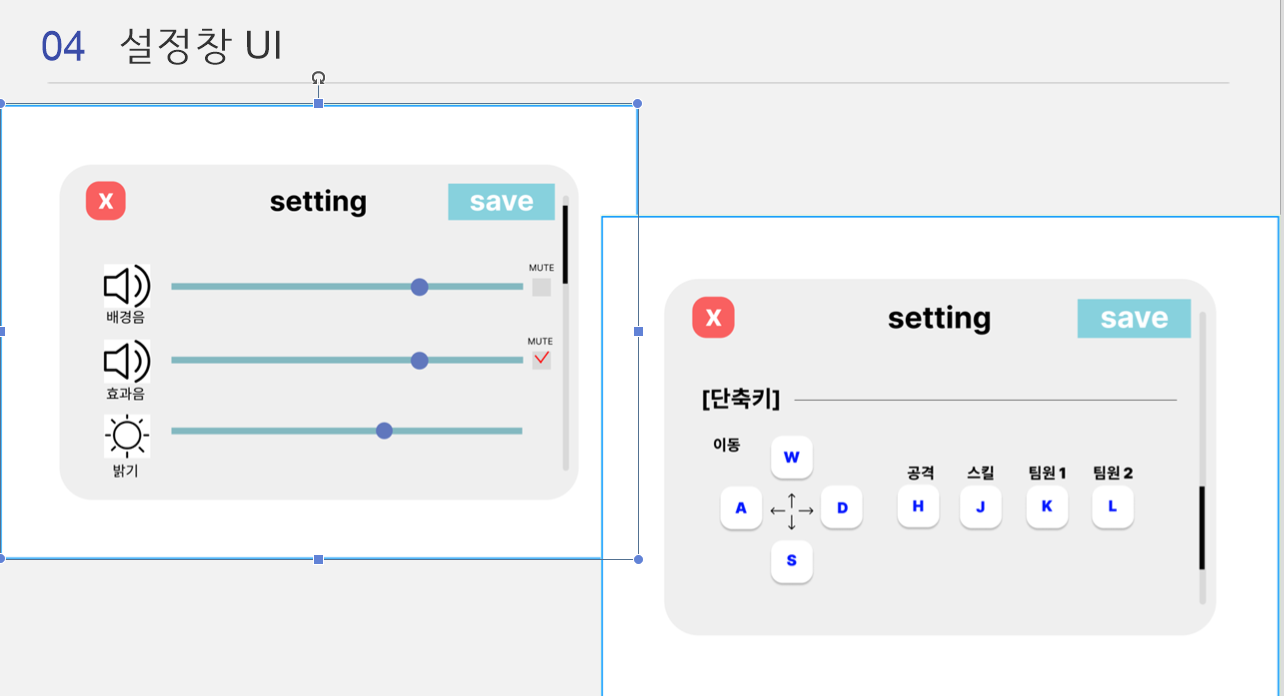 04 설정창 UI
X setting save
MUTE
배경음
MUTE
효과음
밝기
X setting save
[단축키]
이동
W
A D
S
공격 스킬 팀원 1 팀원 2
H J K L